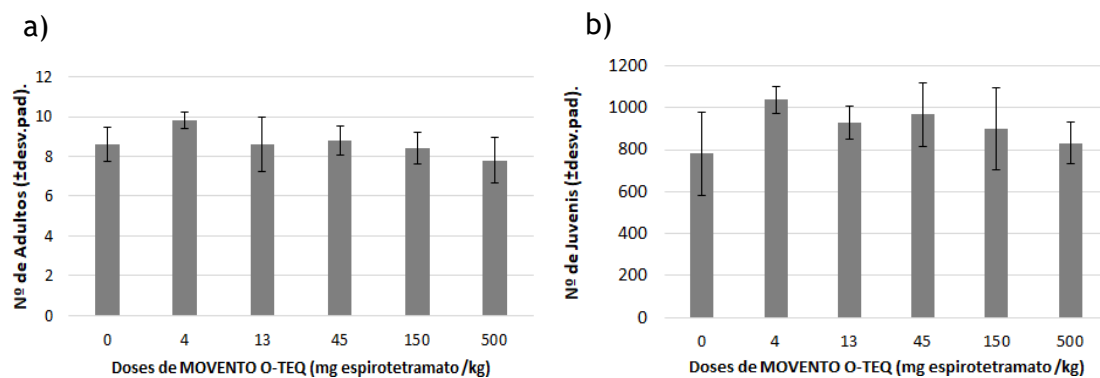 a)
Nº de Adultos (±desv.pad).
12
10
8
6
4
2
0
0 4 13 45 150 500
Doses de MOVENTO O-TEQ (mg espirotetramato/kg)
b)
Nº de Juvenis (±desv.pad).
1200
1000
800
600
400
200
0
0 4 13 45 150 500
Doses de MOVENTO O-TEQ (mg espirotetramato/kg)